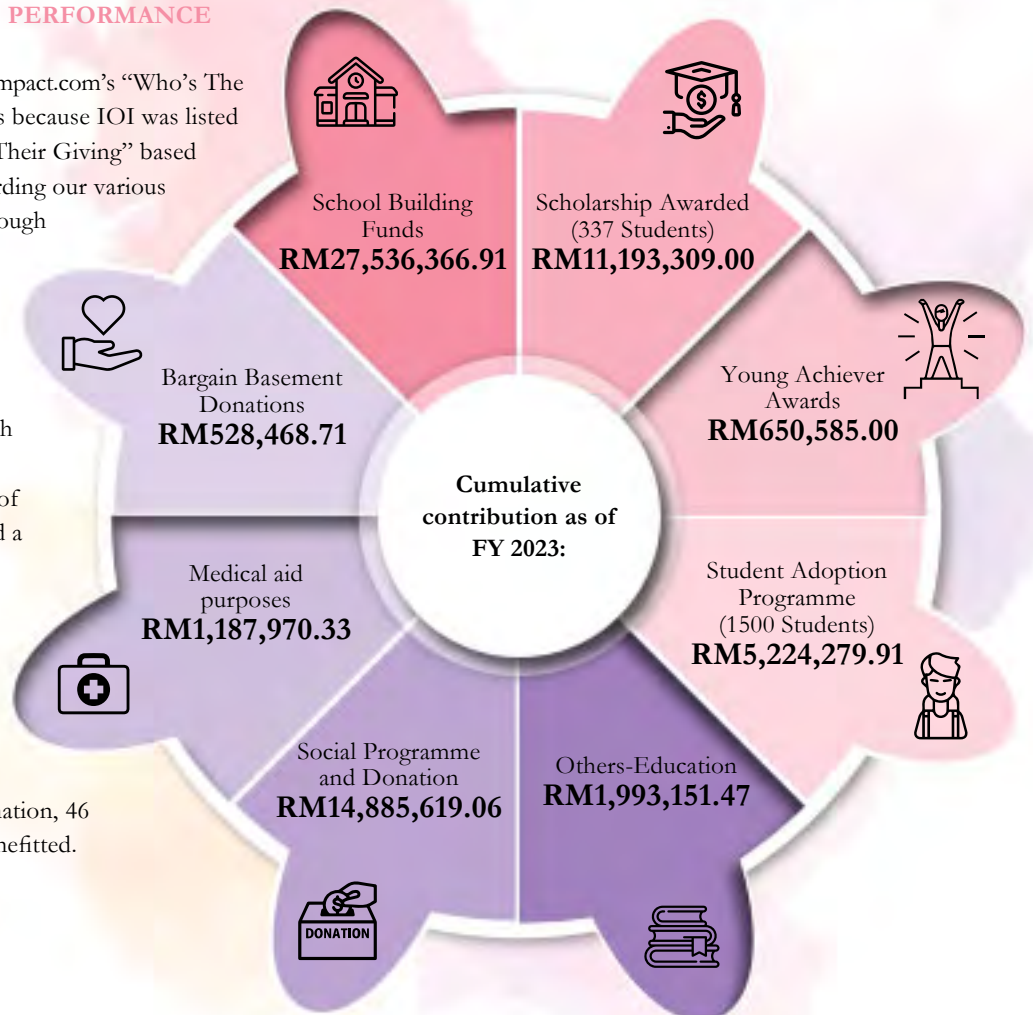 PERFORMANCE
“Who’s The
s because IOI was listed
Their Giving” based
rding our various
ough
h
of
d a
nation, 46
nefitted.
School Building
Funds
RM27,536,366.91
Scholarship Awarded
(337 Students)
RM11,193,309.00
Young Achiever
Awards
RM650,585.00
Student Adoption
Programme
(1500 Students)
RM5,224,279.91
Others-Education
RM1,993,151.47
Social Programme
and Donation
RM14,885,619.06
DONATION
Medical aid
purposes
RM1,187,970.33
Bargain Basement
Donations
RM528,468.71
Cumulative
contribution as of
FY 2023: